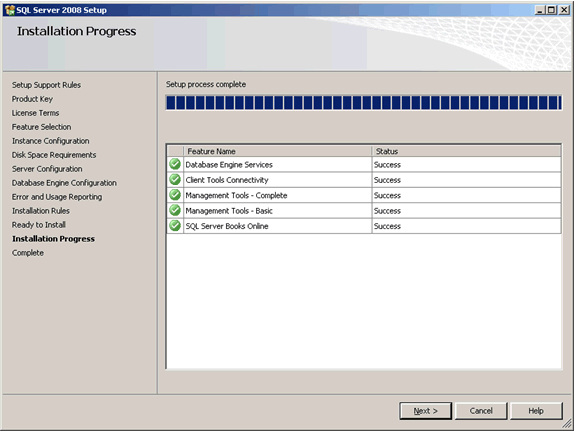 SQL Server 2008 Setup
Installation Progress
Setup Support Rules
Product Key
License Terms
Feature Selection
Instance Configuration
Disk Space Requirements
Server Configuration
Database Engine Configuration
Error and Usage Reporting
Installation Rules
Ready to Install
Installation Progress
Complete
Setup process complete
Feature Name Status
Database Engine Services Success
Client Tools Connectivity Success
Management Tools - Complete Success
Management Tools - Basic Success
SQL Server Books Online Success
Next > Cancel Help